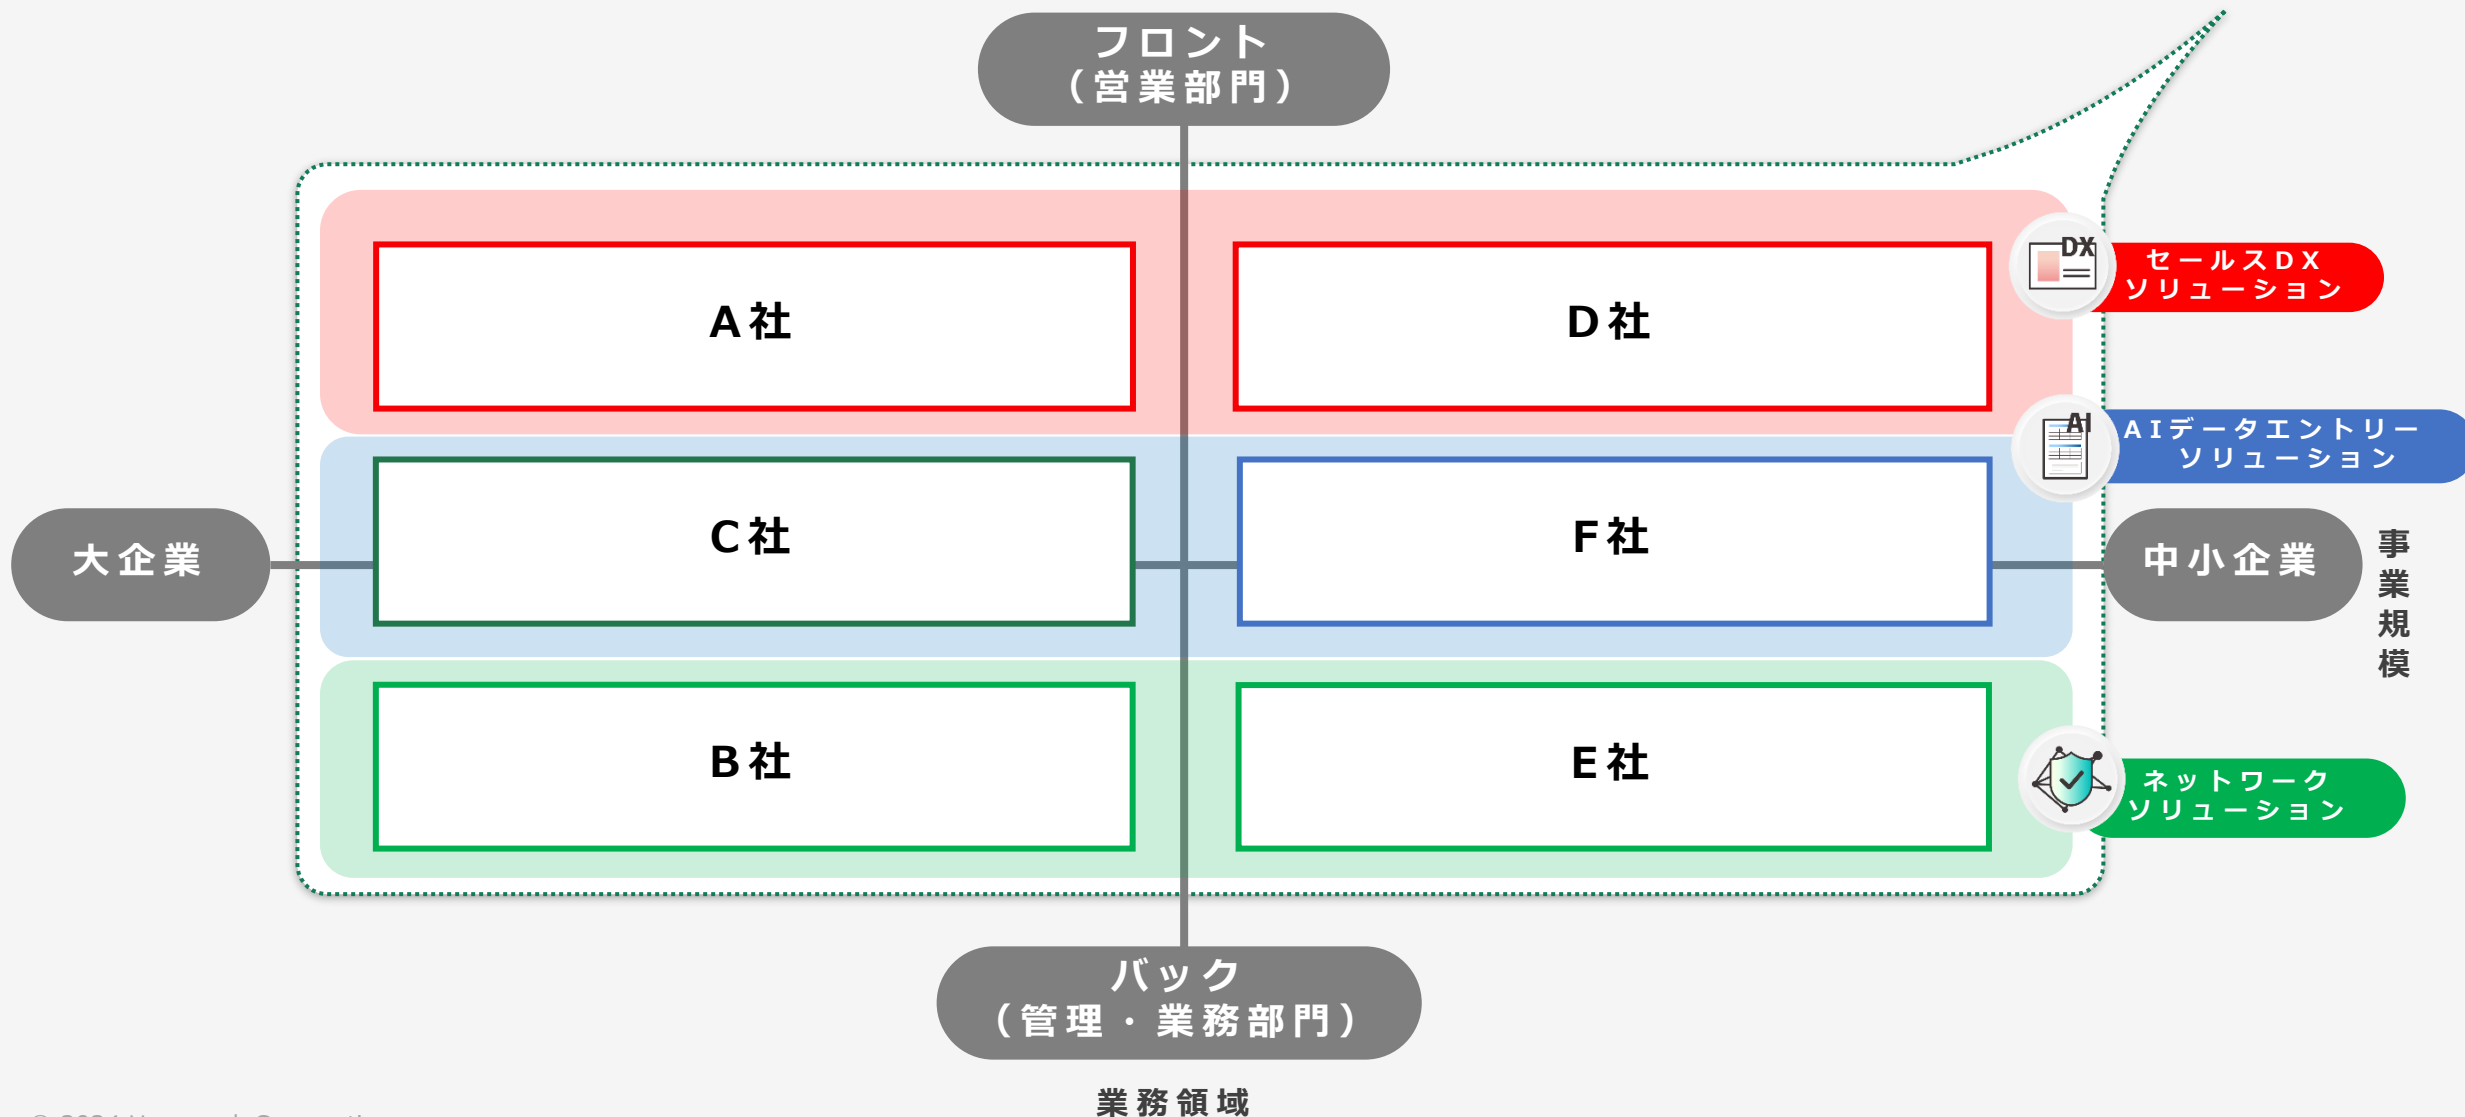 フロント
（営業部門）
A社
D社
DX
セールスDX
ソリューション
AI
AIデータエントリー
ソリューション
C社
F社
大企業
中小企業
事業規模
B社
E社
ネットワーク
ソリューション
バック
（管理・業務部門）
業務領域